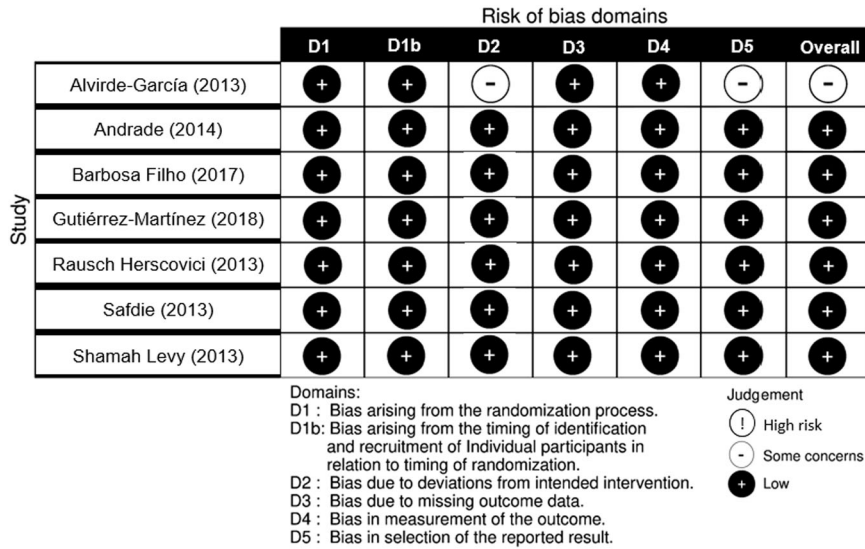 Risk of bias domains
D1 D1b D2 D3 D4 D5 Overall
Study
Alvirde-García (2013) + + - + + - -
Andrade (2014) + + + + + + +
Barbosa Filho (2017) + + + + + + +
Gutiérrez-Martínez (2018) + + + + + + +
Rausch Herscovici (2013) + + + + + + +
Safdie (2013) + + + + + + +
Shamah Levy (2013) + + + + + + +
Domains:
D1 : Bias arising from the randomization process.
D1b: Bias arising from the timing of identification
and recruitment of Individual participants in
relation to timing of randomization.
D2 : Bias due to deviations from intended intervention.
D3 : Bias due to missing outcome data.
D4 : Bias in measurement of the outcome.
D5 : Bias in selection of the reported result.
Judgement
! High risk
- Some concerns
+ Low